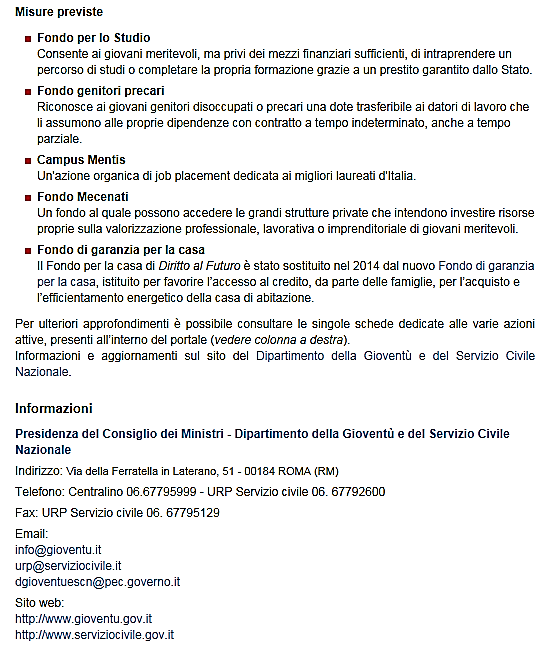 Misure previste
Fondo per lo Studio
Consente ai giovani meritevoli, ma privi dei mezzi finanziari sufficienti, di intraprendere un
percorso di studi o completare la propria formazione grazie a un prestito garantito dallo Stato.
Fondo genitori precari
Riconosce ai giovani genitori disoccupati o precari una dote trasferibile ai datori di lavoro che
li assumono alle proprie dipendenze con contratto a tempo indeterminato, anche a tempo
parziale.
Campus Mentis
Un'azione organica di job placement dedicata ai migliori laureati d'Italia.
Fondo Mecenati
Un fondo al quale possono accedere le grandi strutture private che intendono investire risorse
proprie sulla valorizzazione professionale, lavorativa o imprenditoriale di giovani meritevoli.
Fondo di garanzia per la casa
Il Fondo per la casa di Diritto al Futuro è stato sostituito nel 2014 dal nuovo Fondo di garanzia
per la casa, istituito per favorire l'accesso al credito, da parte delle famiglie, per l'acquisto e
l'efficientamento energetico della casa di abitazione.
Per ulteriori approfondimenti è possibile consultare le singole schede dedicate alle varie azioni
attive, presenti all'interno del portale (vedere colonna a destra).
Informazioni e aggiornamenti sul sito del Dipartimento della Gioventù e del Servizio Civile
Nazionale.
Informazioni
Presidenza del Consiglio dei Ministri - Dipartimento della Gioventù e del Servizio Civile
Nazionale
Indirizzo: Via della Ferratella in Laterano, 51 - 00184 ROMA (RM)
Telefono: Centralino 06.67795999 - URP Servizio civile 06. 67792600
Fax: URP Servizio civile 06. 67795129
Email:
info@gioventu.it
urp@serviziocivile.it
dgioventuescn@pec.governo.it
Sito web:
http://www.gioventu.gov.it
http://www.serviziocivile.gov.it